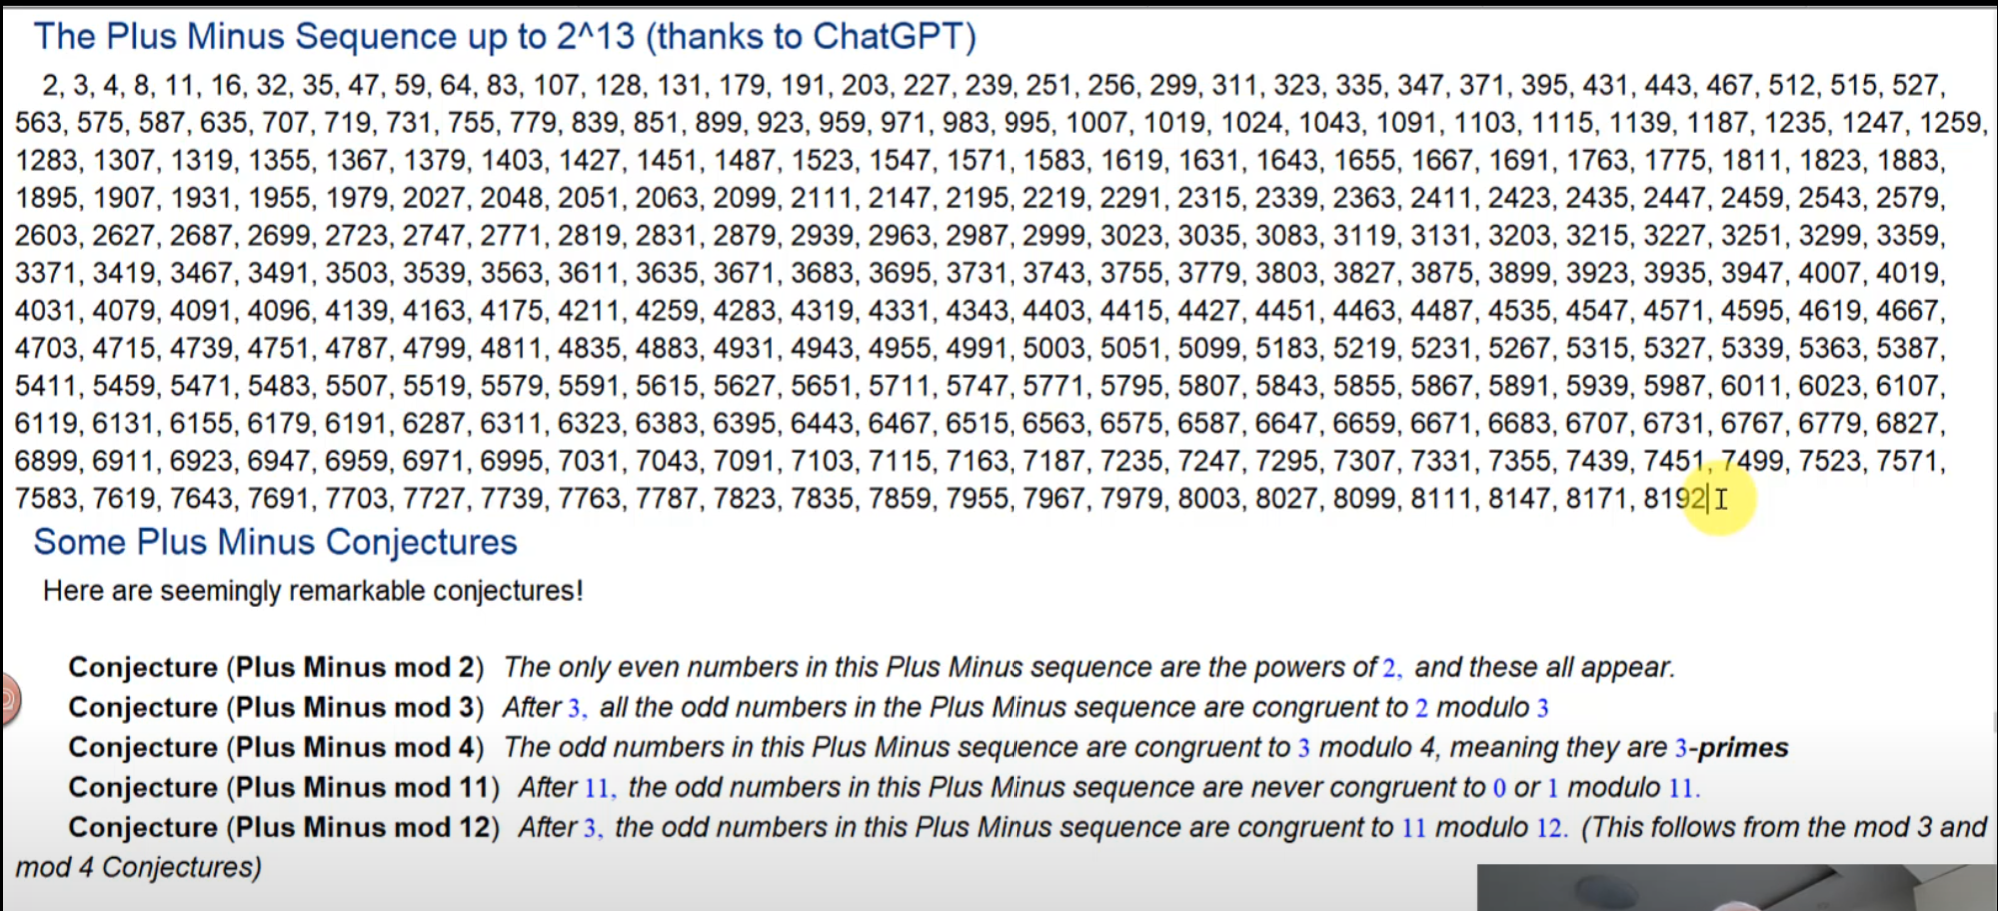 The Plus Minus Sequence up to 2^13 (thanks to ChatGPT)
2, 3, 4, 8, 11, 16, 32, 35, 47, 59, 64, 83, 107, 128, 131, 179, 191, 203, 227, 239, 251, 256, 299, 311, 323, 335, 347, 371, 395, 431, 443, 467, 512, 515, 527,
563, 575, 587, 635, 707, 719, 731, 755, 779, 839, 851, 899, 923, 959, 971, 983, 995, 1007, 1019, 1024, 1043, 1091, 1103, 1115, 1139, 1187, 1235, 1247, 1259,
1283, 1307, 1319, 1355, 1367, 1379, 1403, 1427, 1451, 1487, 1523, 1547, 1571, 1583, 1619, 1631, 1643, 1655, 1667, 1691, 1763, 1775, 1811, 1823, 1883,
1895, 1907, 1931, 1955, 1979, 2027, 2048, 2051, 2063, 2099, 2111, 2147, 2195, 2219, 2291, 2315, 2339, 2363, 2411, 2423, 2435, 2447, 2459, 2543, 2579,
2603, 2627, 2687, 2699, 2723, 2747, 2771, 2819, 2831, 2879, 2939, 2963, 2987, 2999, 3023, 3035, 3083, 3119, 3131, 3203, 3215, 3227, 3251, 3299, 3359,
3371, 3419, 3467, 3491, 3503, 3539, 3563, 3611, 3635, 3671, 3683, 3695, 3731, 3743, 3755, 3779, 3803, 3827, 3875, 3899, 3923, 3935, 3947, 4007, 4019,
4031, 4079, 4091, 4096, 4139, 4163, 4175, 4211, 4259, 4283, 4319, 4331, 4343, 4403, 4415, 4427, 4451, 4463, 4487, 4535, 4547, 4571, 4595, 4619, 4667,
4703, 4715, 4739, 4751, 4787, 4799, 4811, 4835, 4883, 4931, 4943, 4955, 4991, 5003, 5051, 5099, 5183, 5219, 5231, 5267, 5315, 5327, 5339, 5363, 5387,
5411, 5459, 5471, 5483, 5507, 5519, 5579, 5591, 5615, 5627, 5651, 5711, 5747, 5771, 5795, 5807, 5843, 5855, 5867, 5891, 5939, 5987, 6011, 6023, 6107,
6119, 6131, 6155, 6179, 6191, 6287, 6311, 6323, 6383, 6395, 6443, 6467, 6515, 6563, 6575, 6587, 6647, 6659, 6671, 6683, 6707, 6731, 6767, 6779, 6827,
6899, 6911, 6923, 6947, 6959, 6971, 6995, 7031, 7043, 7091, 7103, 7115, 7163, 7187, 7235, 7247, 7295, 7307, 7331, 7355, 7439, 7451, 7499, 7523, 7571,
7583, 7619, 7643, 7691, 7703, 7727, 7739, 7763, 7787, 7823, 7835, 7859, 7955, 7967, 7979, 8003, 8027, 8099, 8111, 8147, 8171, 8192
Some Plus Minus Conjectures
Here are seemingly remarkable conjectures!
Conjecture (Plus Minus mod 2) The only even numbers in this Plus Minus sequence are the powers of 2, and these all appear.
Conjecture (Plus Minus mod 3) After 3, all the odd numbers in the Plus Minus sequence are congruent to 2 modulo 3
Conjecture (Plus Minus mod 4) The odd numbers in this Plus Minus sequence are congruent to 3 modulo 4, meaning they are 3-primes
Conjecture (Plus Minus mod 11) After 11, the odd numbers in this Plus Minus sequence are never congruent to 0 or 1 modulo 11.
Conjecture (Plus Minus mod 12) After 3, the odd numbers in this Plus Minus sequence are congruent to 11 modulo 12. (This follows from the mod 3 and
mod 4 Conjectures)